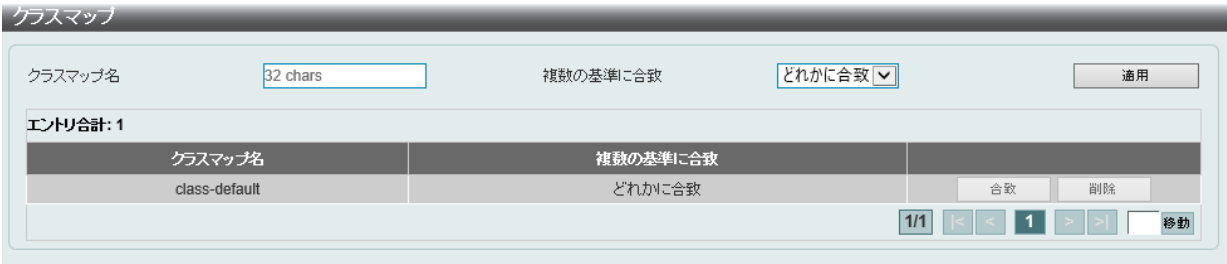 クラスマップ
クラスマップ名 32 chars 複数の基準に合致 どれかに合致 適用
エントリ合計: 1
クラスマップ名 複数の基準に合致
class-default どれかに合致 合致 削除
1/1 |< < 1 > >| 移動